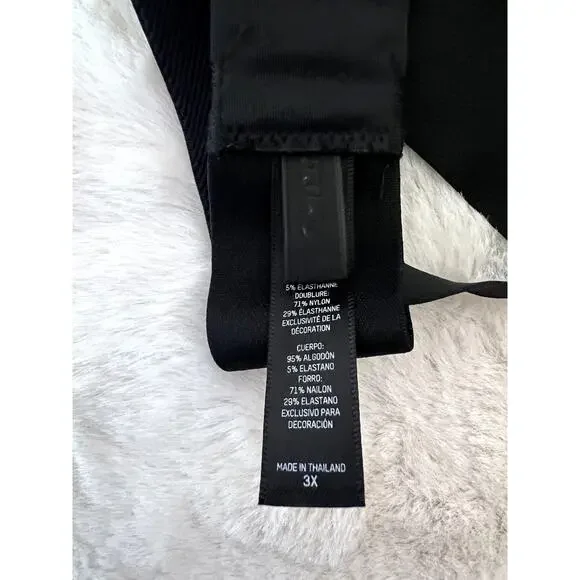 5% ÉLASTHANNE
DOUBLURE:
71% NYLON
29% ÉLASTHANNE
EXCLUSIVITÉ DE LA
DÉCORATION
CUERPO:
95% ALGODÓN
5% ELASTANO
FORRO:
71% NAILON
29% ELASTANO
EXCLUSIVO PARA
DECORACIÓN
MADE IN THAILAND
3X